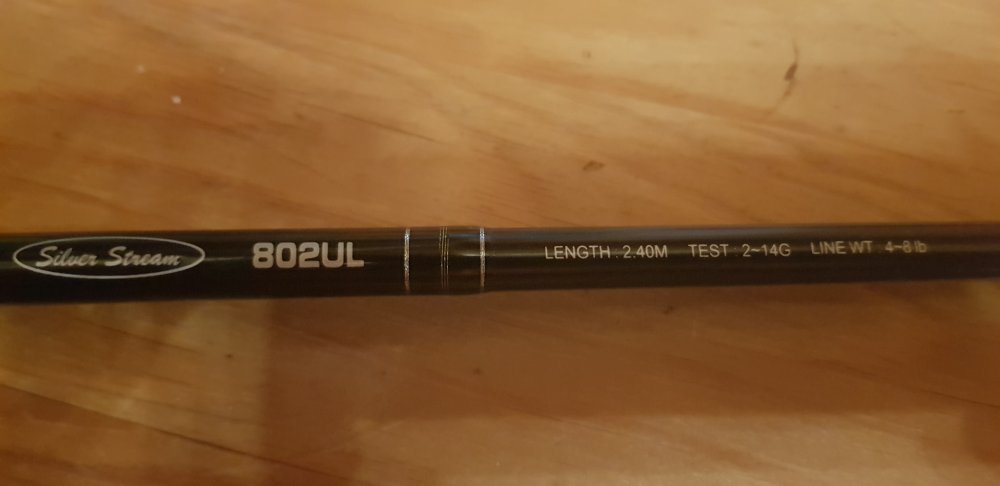 Silver Stream 802UL LENGTH : 2.40M TEST : 2~14G LINE WT : 4~8 lb